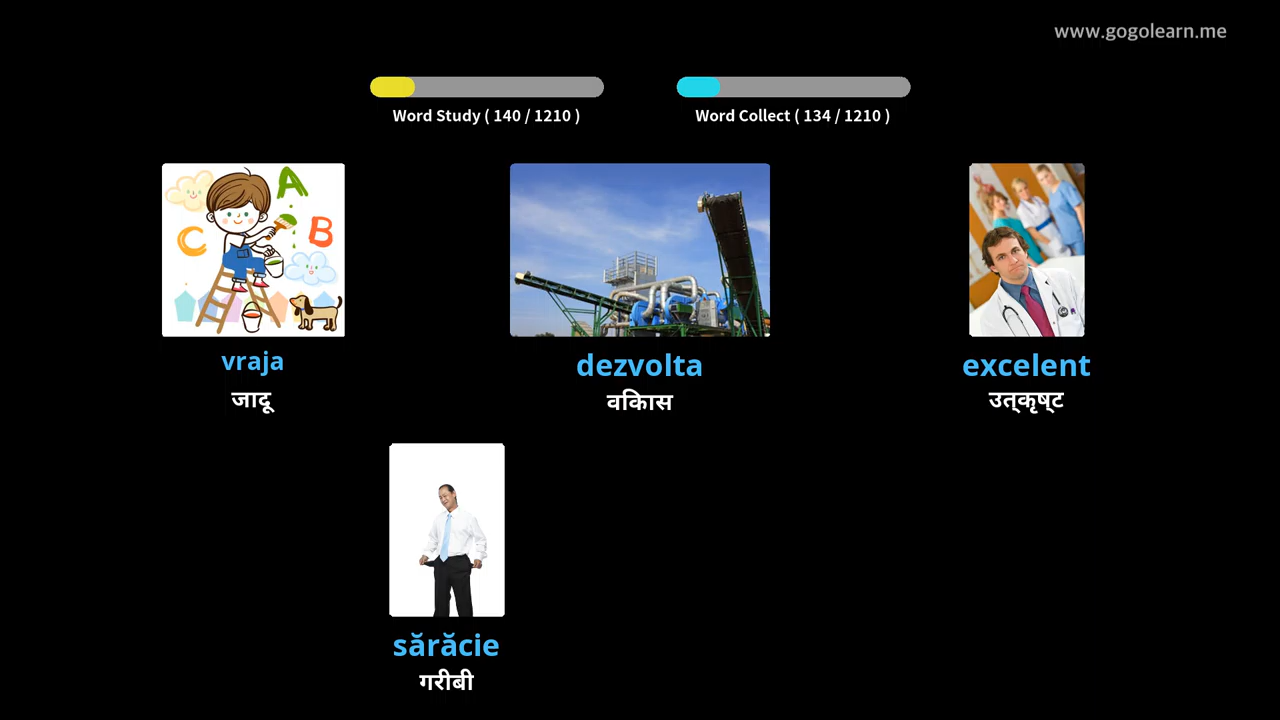 www.gogolearn.me
Word Study ( 140 / 1210 )
Word Collect ( 134 / 1210 )
A
B
C
vraja
जादू
dezvolta
विकास
excelent
उत्कृष्ट
sărăcie
गरीबी